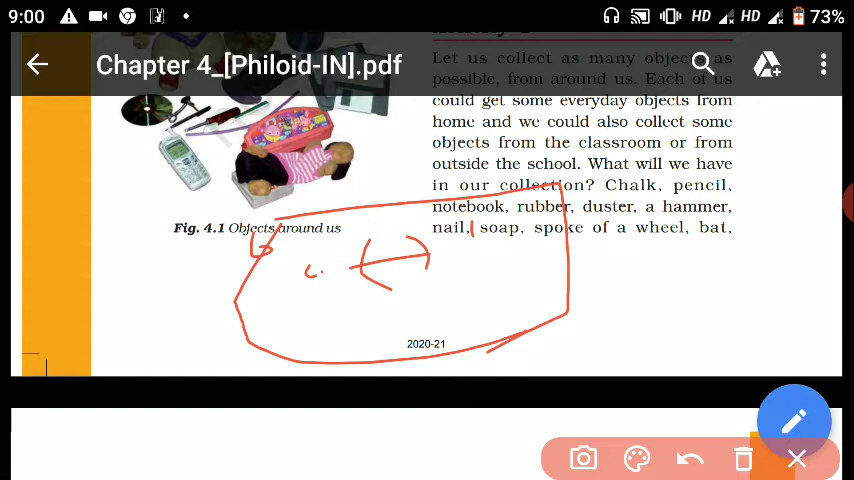 9:00 HD HD 73%
Chapter 4_[Philoid-IN].pdf
Let us collect as many objects as
possible, from around us. Each of us
could get some everyday objects from
home and we could also collect some
objects from the classroom or from
outside the school. What will we have
in our collection? Chalk, pencil,
notebook, rubber, duster, a hammer,
nail, soap, spoke of a wheel, bat,
Fig. 4.1 Objects around us
2020-21